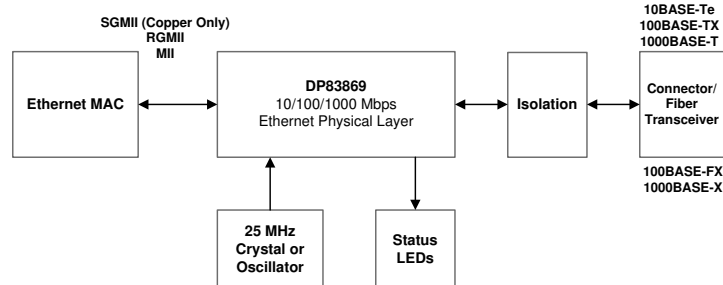 10BASE-Te
100BASE-TX
1000BASE-T
SGMII (Copper Only)
RGMII
MII
Ethernet MAC
DP83869
10/100/1000 Mbps
Ethernet Physical Layer
Isolation
Connector/
Fiber
Transceiver
100BASE-FX
1000BASE-X
25 MHz
Crystal or
Oscillator
Status
LEDs